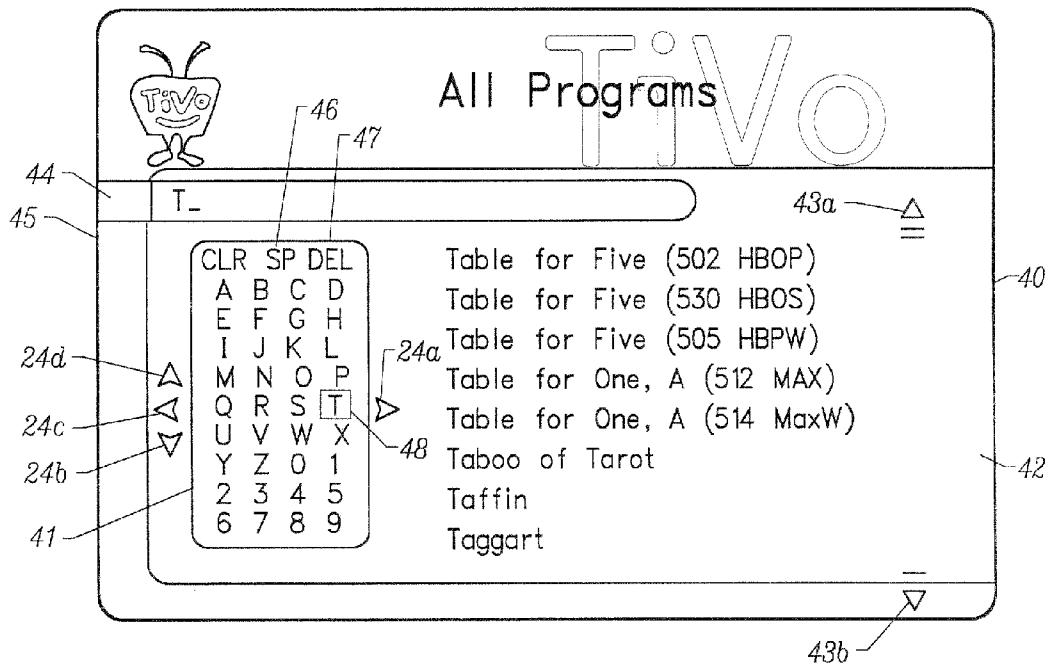 TiVo
TiVo
All Programs
46
47
44
T_
43a
45
CLR SP DEL
A B C D
E F G H
I J K L
M N O P
Q R S T
U V W X
Y Z 0 1
2 3 4 5
6 7 8 9
Table for Five (502 HBOP)
Table for Five (530 HBOS)
Table for Five (505 HBPW)
Table for One, A (512 MAX)
Table for One, A (514 MaxW)
Taboo of Tarot
Taffin
Taggart
40
24d
24a
24c
48
24b
42
41
43b